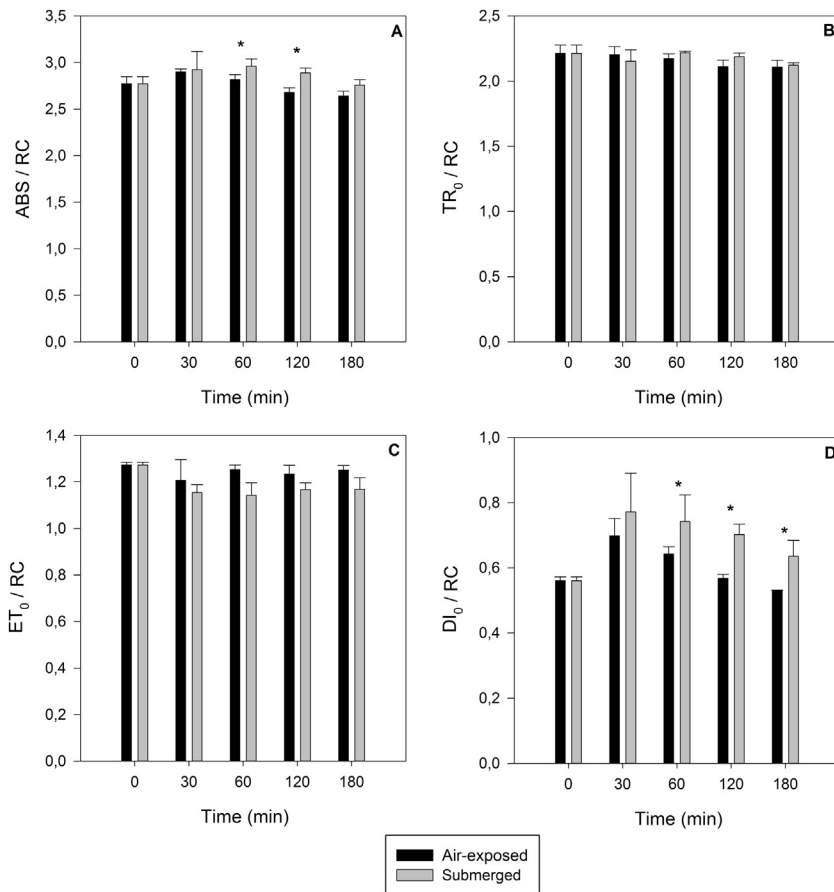 A
ABS / RC
3,5
3,0
2,5
2,0
1,5
1,0
0,5
0,0
* *
0 30 60 120 180
Time (min)
B
TR0 / RC
2,5
2,0
1,5
1,0
0,5
0,0
0 30 60 120 180
Time (min)
C
ET0 / RC
1,4
1,2
1,0
0,8
0,6
0,4
0,2
0,0
0 30 60 120 180
Time (min)
D
DI0 / RC
1,0
0,8
0,6
0,4
0,2
0,0
* * *
0 30 60 120 180
Time (min)
Air-exposed
Submerged